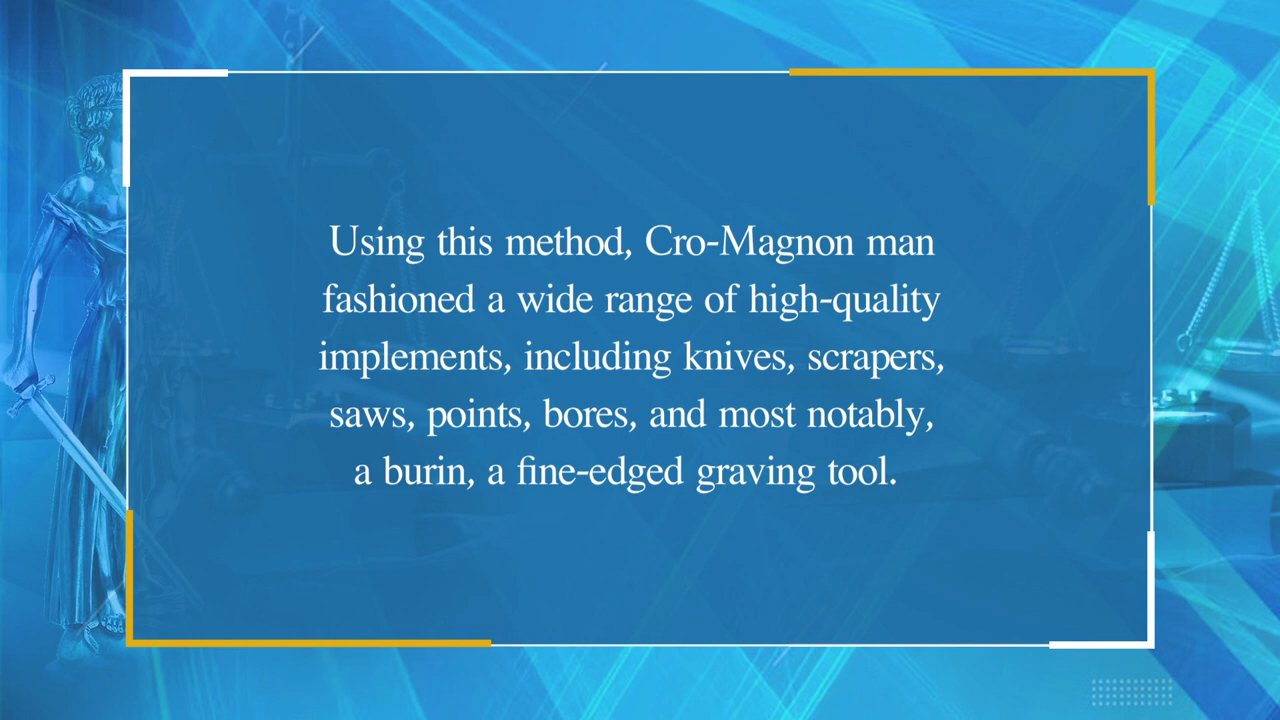 Using this method, Cro-Magnon man
fashioned a wide range of high-quality
implements, including knives, scrapers,
saws, points, bores, and most notably,
a burin, a fine-edged graving tool.